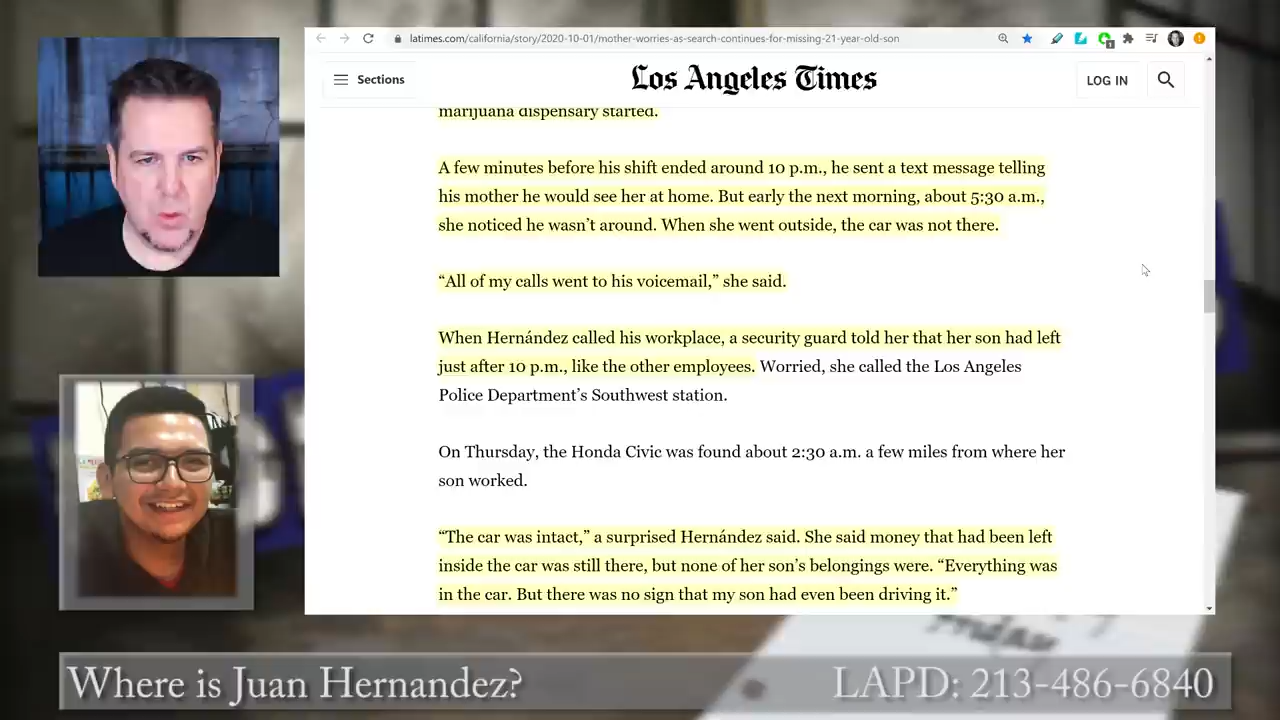 latimes.com/california/story/2020-10-01/mother-worries-as-search-continues-for-missing-21-year-old-son
Sections
Los Angeles Times
LOG IN
marijuana dispensary started.
A few minutes before his shift ended around 10 p.m., he sent a text message telling
his mother he would see her at home. But early the next morning, about 5:30 a.m.,
she noticed he wasn’t around. When she went outside, the car was not there.
“All of my calls went to his voicemail,” she said.
When Hernández called his workplace, a security guard told her that her son had left
just after 10 p.m., like the other employees. Worried, she called the Los Angeles
Police Department’s Southwest station.
On Thursday, the Honda Civic was found about 2:30 a.m. a few miles from where her
son worked.
“The car was intact,” a surprised Hernández said. She said money that had been left
inside the car was still there, but none of her son’s belongings were. “Everything was
in the car. But there was no sign that my son had even been driving it.”
Friday
Where is Juan Hernandez?
LAPD: 213-486-6840